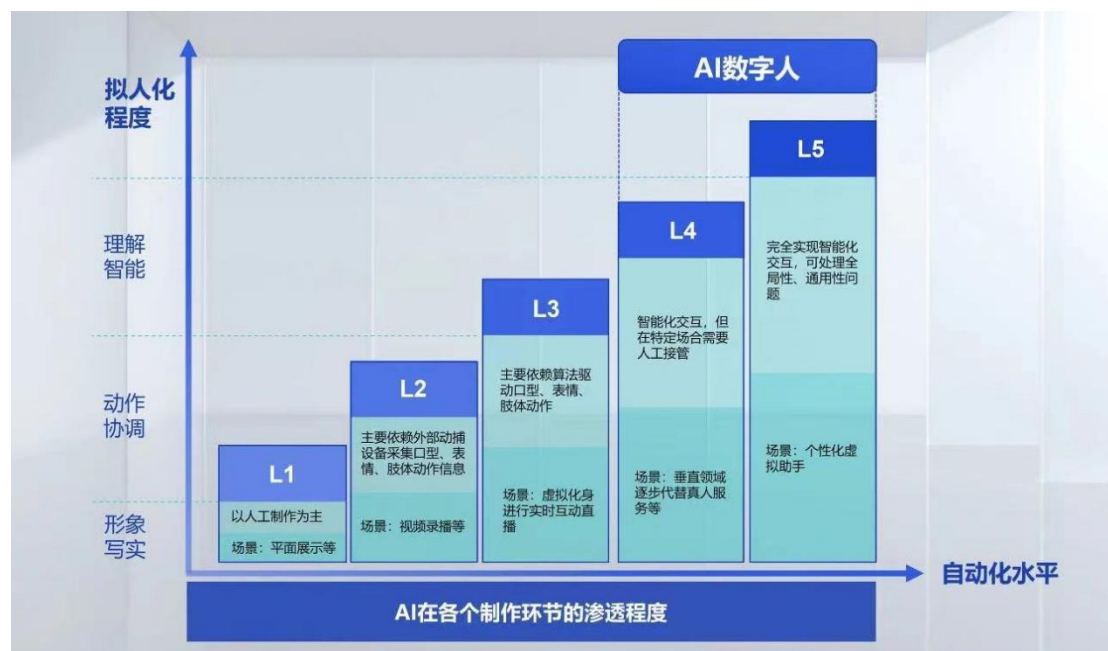 拟人化
程度
AI数字人
L5
L4
L3
L2
L1
理解
智能
完全实现智能化
交互，可处理全
局性、通用性问
题
智能化交互，但
在特定场合需要
人工接管
主要依赖算法驱
动口型、表情、
肢体动作
动作
协调
主要依赖外部动捕
设备采集口型、表
情、肢体动作信息
场景：个性化虚
拟助手
场景：垂直领域
逐步代替真人服
务等
场景：虚拟化身
进行实时互动直
播
场景：视频录播等
形象
写实
以人工制作为主
场景：平面展示等
自动化水平
AI在各个制作环节的渗透程度